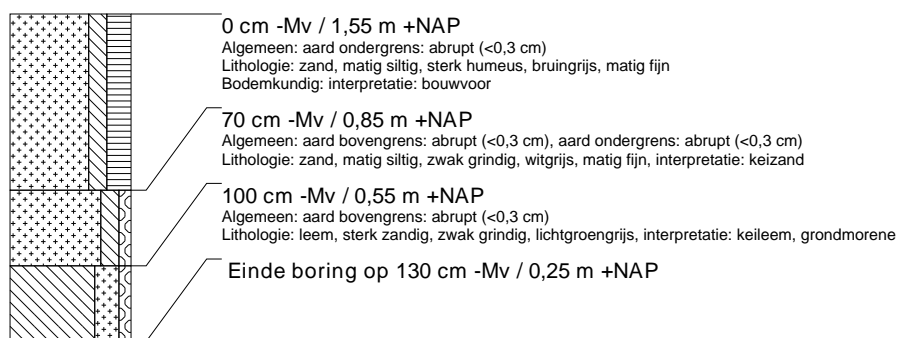 0 cm -Mv / 1,55 m +NAP
Algemeen: aard ondergrens: abrupt (<0,3 cm)
Lithologie: zand, matig siltig, sterk humeus, bruingrijs, matig fijn
Bodemkundig: interpretatie: bouwvoor
70 cm -Mv / 0,85 m +NAP
Algemeen: aard bovengrens: abrupt (<0,3 cm), aard ondergrens: abrupt (<0,3 cm)
Lithologie: zand, matig siltig, zwak grindig, witgrijs, matig fijn, interpretatie: keizand
100 cm -Mv / 0,55 m +NAP
Algemeen: aard bovengrens: abrupt (<0,3 cm)
Lithologie: leem, sterk zandig, zwak grindig, lichtgroengrijs, interpretatie: keileem, grondmorene
Einde boring op 130 cm -Mv / 0,25 m +NAP